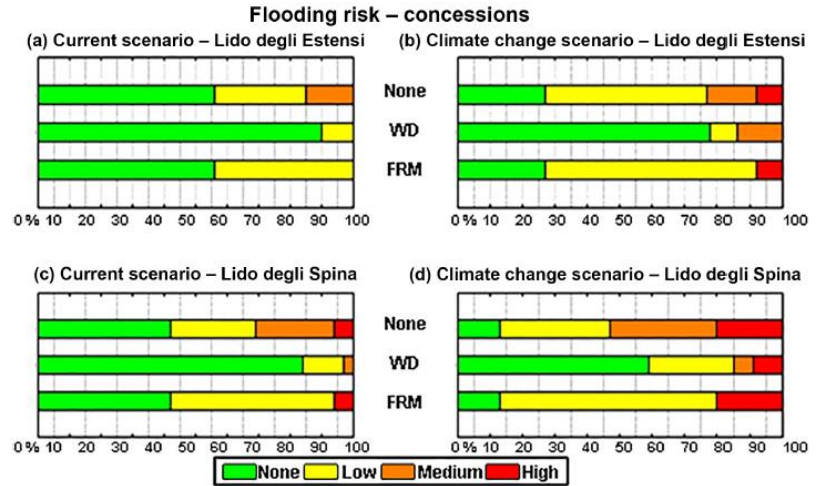 Flooding risk – concessions
(a) Current scenario – Lido degli Estensi
(b) Climate change scenario – Lido degli Estensi
None
WD
FRM
0 % 10 20 30 40 50 60 70 80 90 100
0 % 10 20 30 40 50 60 70 80 90 100
(c) Current scenario – Lido degli Spina
(d) Climate change scenario – Lido degli Spina
None
WD
FRM
0 % 10 20 30 40 50 60 70 80 90 100
0 % 10 20 30 40 50 60 70 80 90 100
None Low Medium High